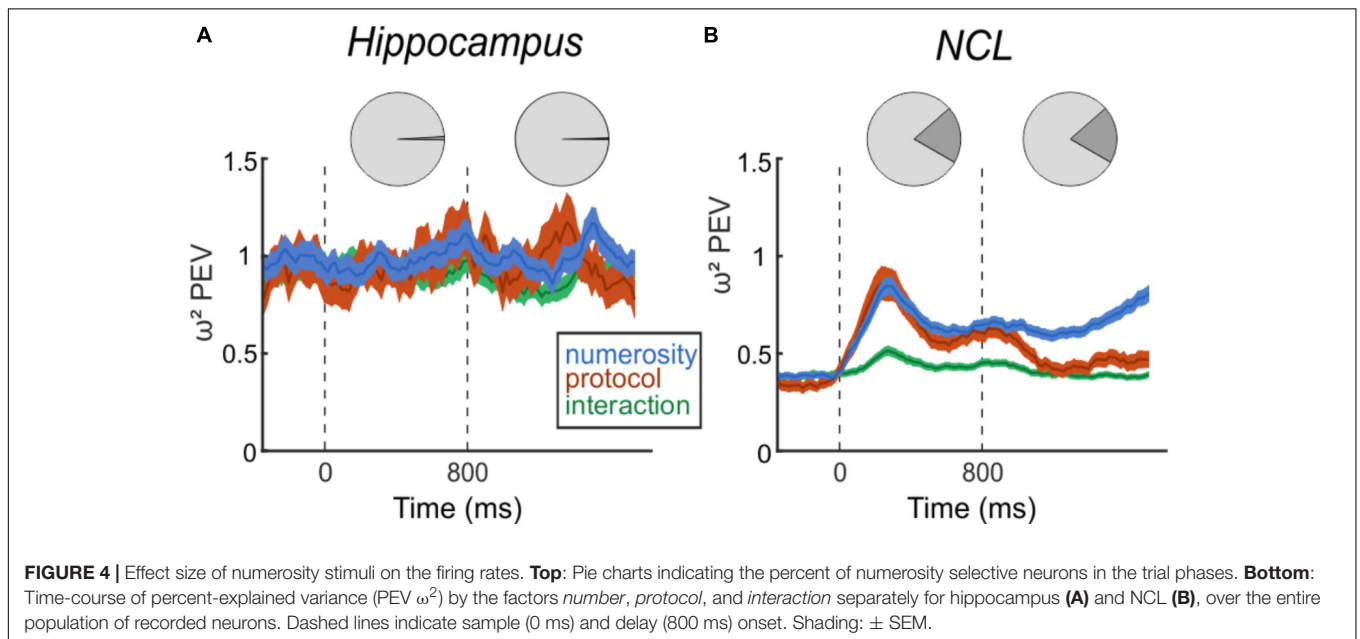 A
Hippocampus
B
NCL
1.5
1
0.5
0
ω² PEV
0
800
Time (ms)
numerosity
protocol
interaction
1.5
1
0.5
0
ω² PEV
0
800
Time (ms)
FIGURE 4 | Effect size of numerosity stimuli on the firing rates. Top: Pie charts indicating the percent of numerosity selective neurons in the trial phases. Bottom:
Time-course of percent-explained variance (PEV ω²) by the factors number, protocol, and interaction separately for hippocampus (A) and NCL (B), over the entire
population of recorded neurons. Dashed lines indicate sample (0 ms) and delay (800 ms) onset. Shading: ± SEM.